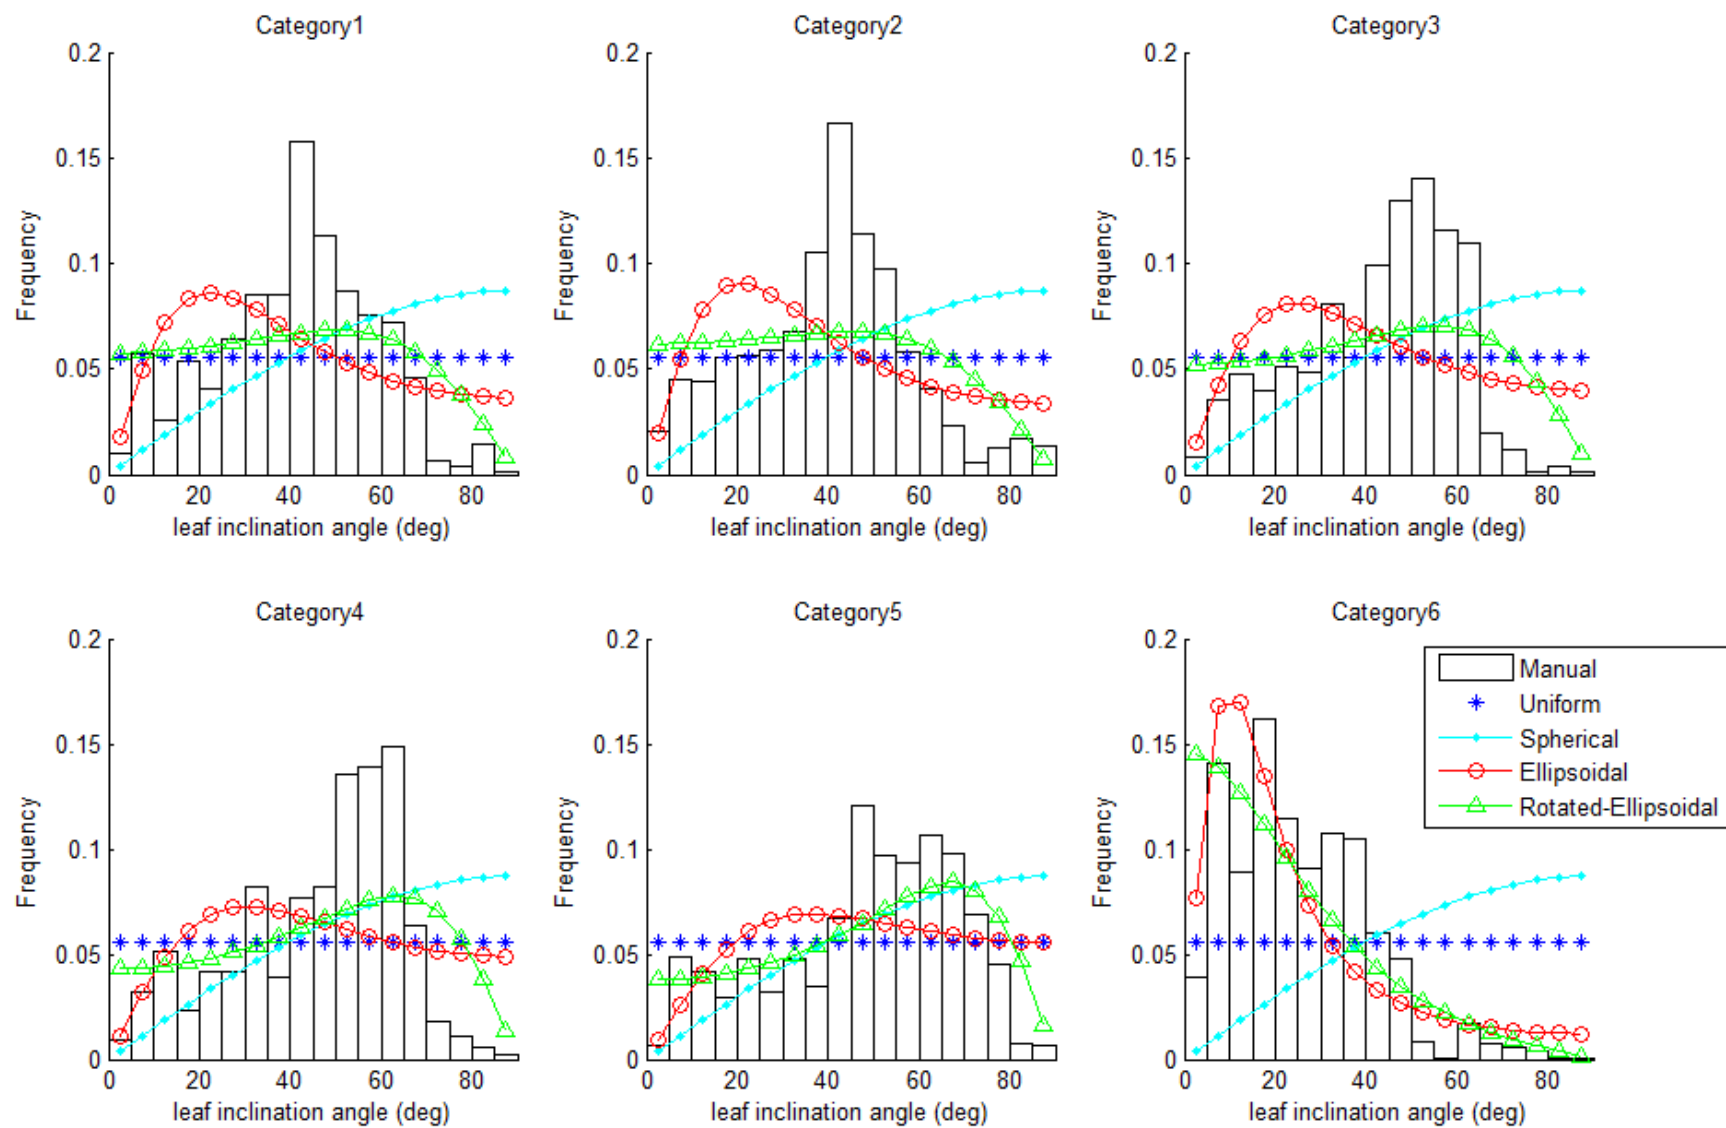 Category1
0.2
0.15
0.1
0.05
0
0 20 40 60 80
Frequency
leaf inclination angle (deg)
Category2
0.2
0.15
0.1
0.05
0
0 20 40 60 80
Frequency
leaf inclination angle (deg)
Category3
0.2
0.15
0.1
0.05
0
0 20 40 60 80
Frequency
leaf inclination angle (deg)
Category4
0.2
0.15
0.1
0.05
0
0 20 40 60 80
Frequency
leaf inclination angle (deg)
Category5
0.2
0.15
0.1
0.05
0
0 20 40 60 80
Frequency
leaf inclination angle (deg)
Category6
0.2
0.15
0.1
0.05
0
0 20 40 60 80
Frequency
leaf inclination angle (deg)
Manual
Uniform
Spherical
Ellipsoidal
Rotated-Ellipsoidal